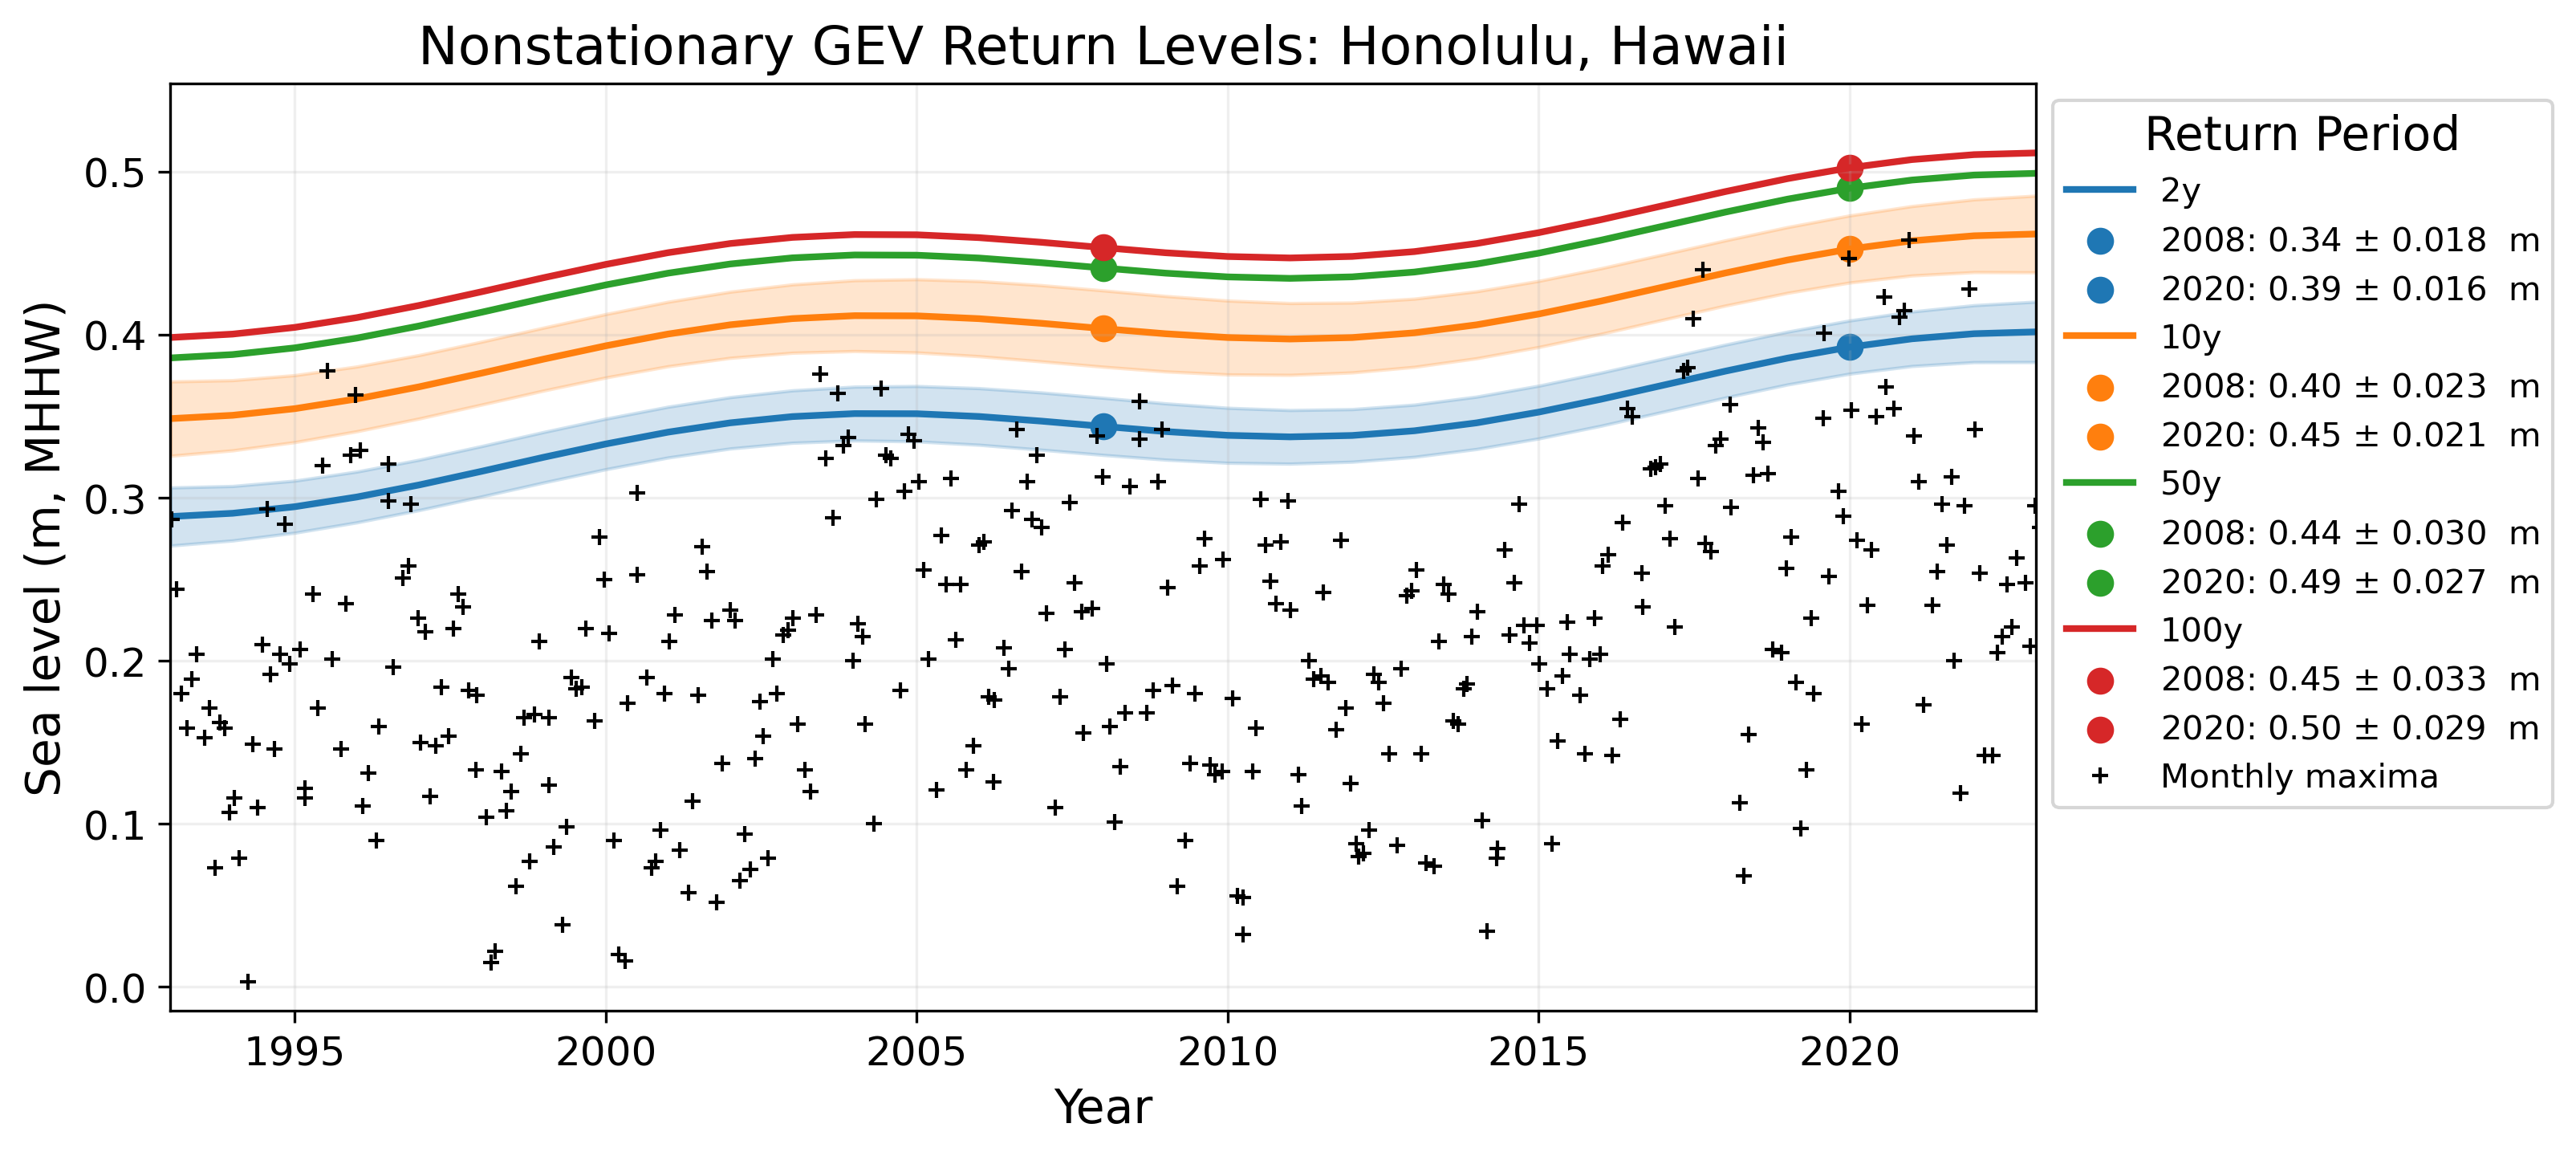 Nonstationary GEV Return Levels: Honolulu, Hawaii
Sea level (m, MHHW)
0.5
0.4
0.3
0.2
0.1
0.0
1995 2000 2005 2010 2015 2020
Year
Return Period
2y
2008: 0.34 ± 0.018 m
2020: 0.39 ± 0.016 m
10y
2008: 0.40 ± 0.023 m
2020: 0.45 ± 0.021 m
50y
2008: 0.44 ± 0.030 m
2020: 0.49 ± 0.027 m
100y
2008: 0.45 ± 0.033 m
2020: 0.50 ± 0.029 m
Monthly maxima